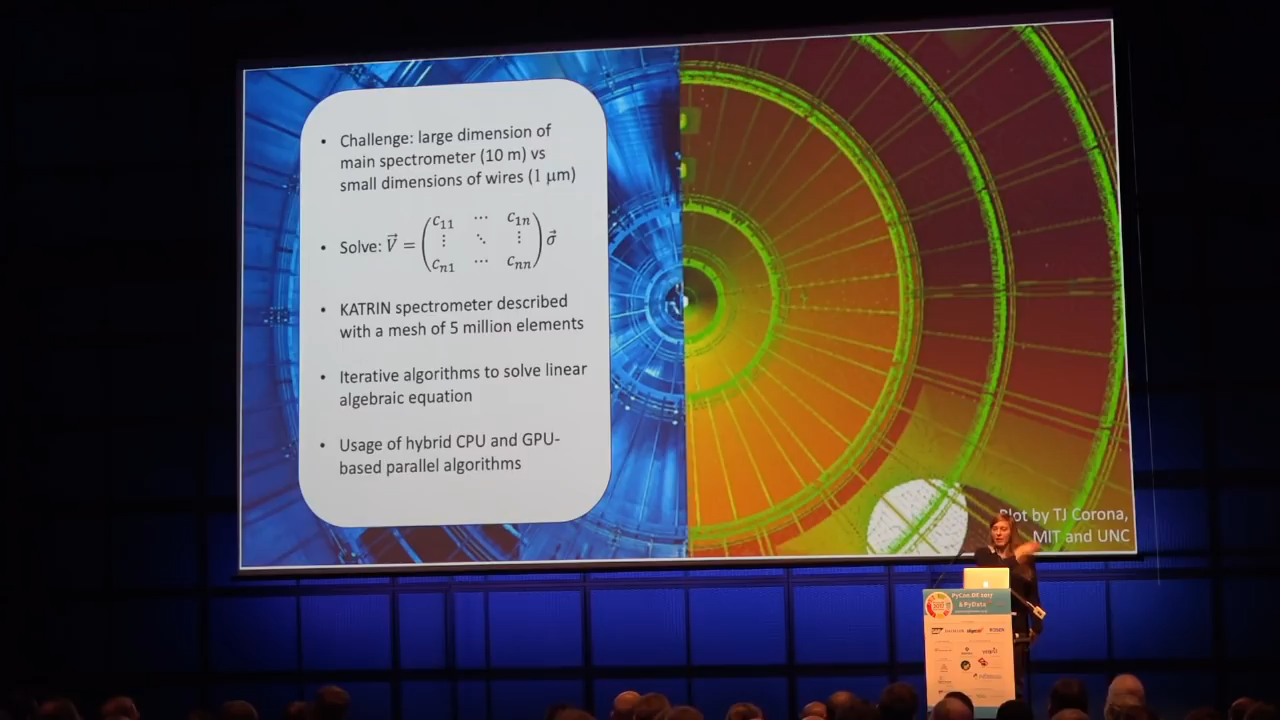 • Challenge: large dimension of
main spectrometer (10 m) vs
small dimensions of wires (1 μm)
• Solve: V⃗ = (c11 ⋯ c1n
⋮ ⋱ ⋮
cn1 ⋯ cnn) σ⃗
• KATRIN spectrometer described
with a mesh of 5 million elements
• Iterative algorithms to solve linear
algebraic equation
• Usage of hybrid CPU and GPU-
based parallel algorithms
Plot by TJ Corona,
MIT and UNC
PyCon.DE 2017
& PyData